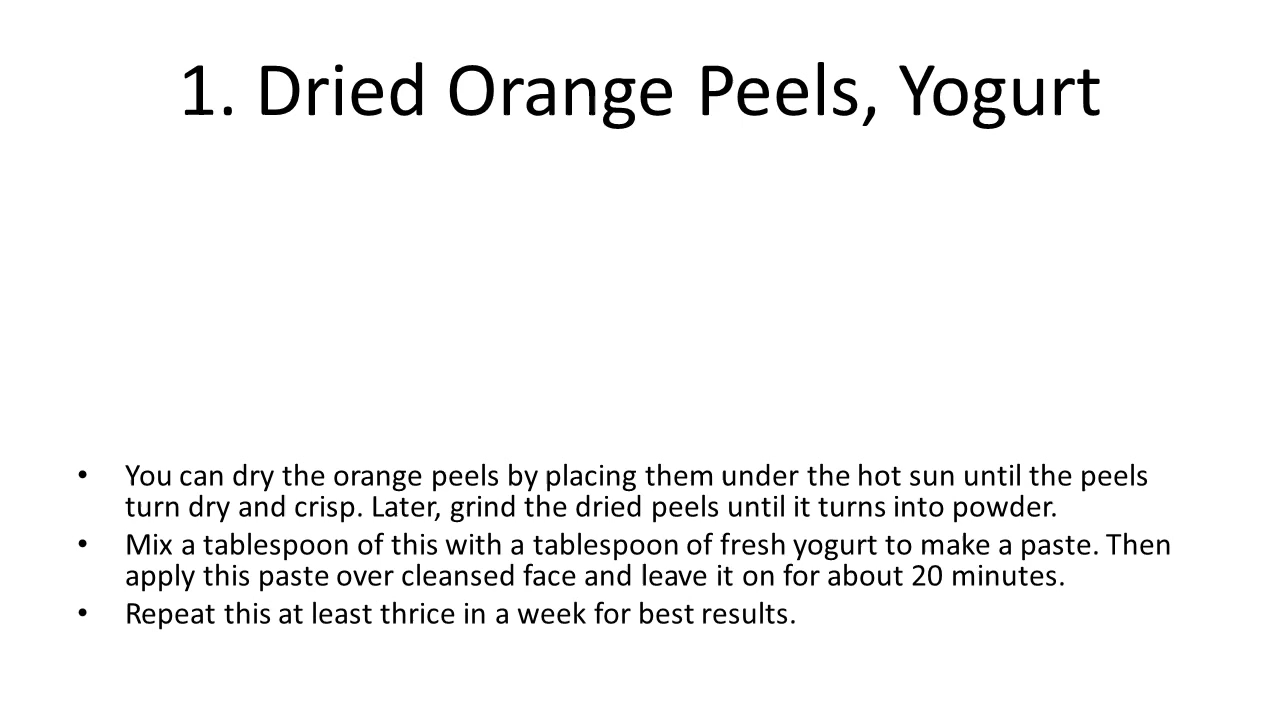 1. Dried Orange Peels, Yogurt
• You can dry the orange peels by placing them under the hot sun until the peels
turn dry and crisp. Later, grind the dried peels until it turns into powder.
• Mix a tablespoon of this with a tablespoon of fresh yogurt to make a paste. Then
apply this paste over cleansed face and leave it on for about 20 minutes.
• Repeat this at least thrice in a week for best results.